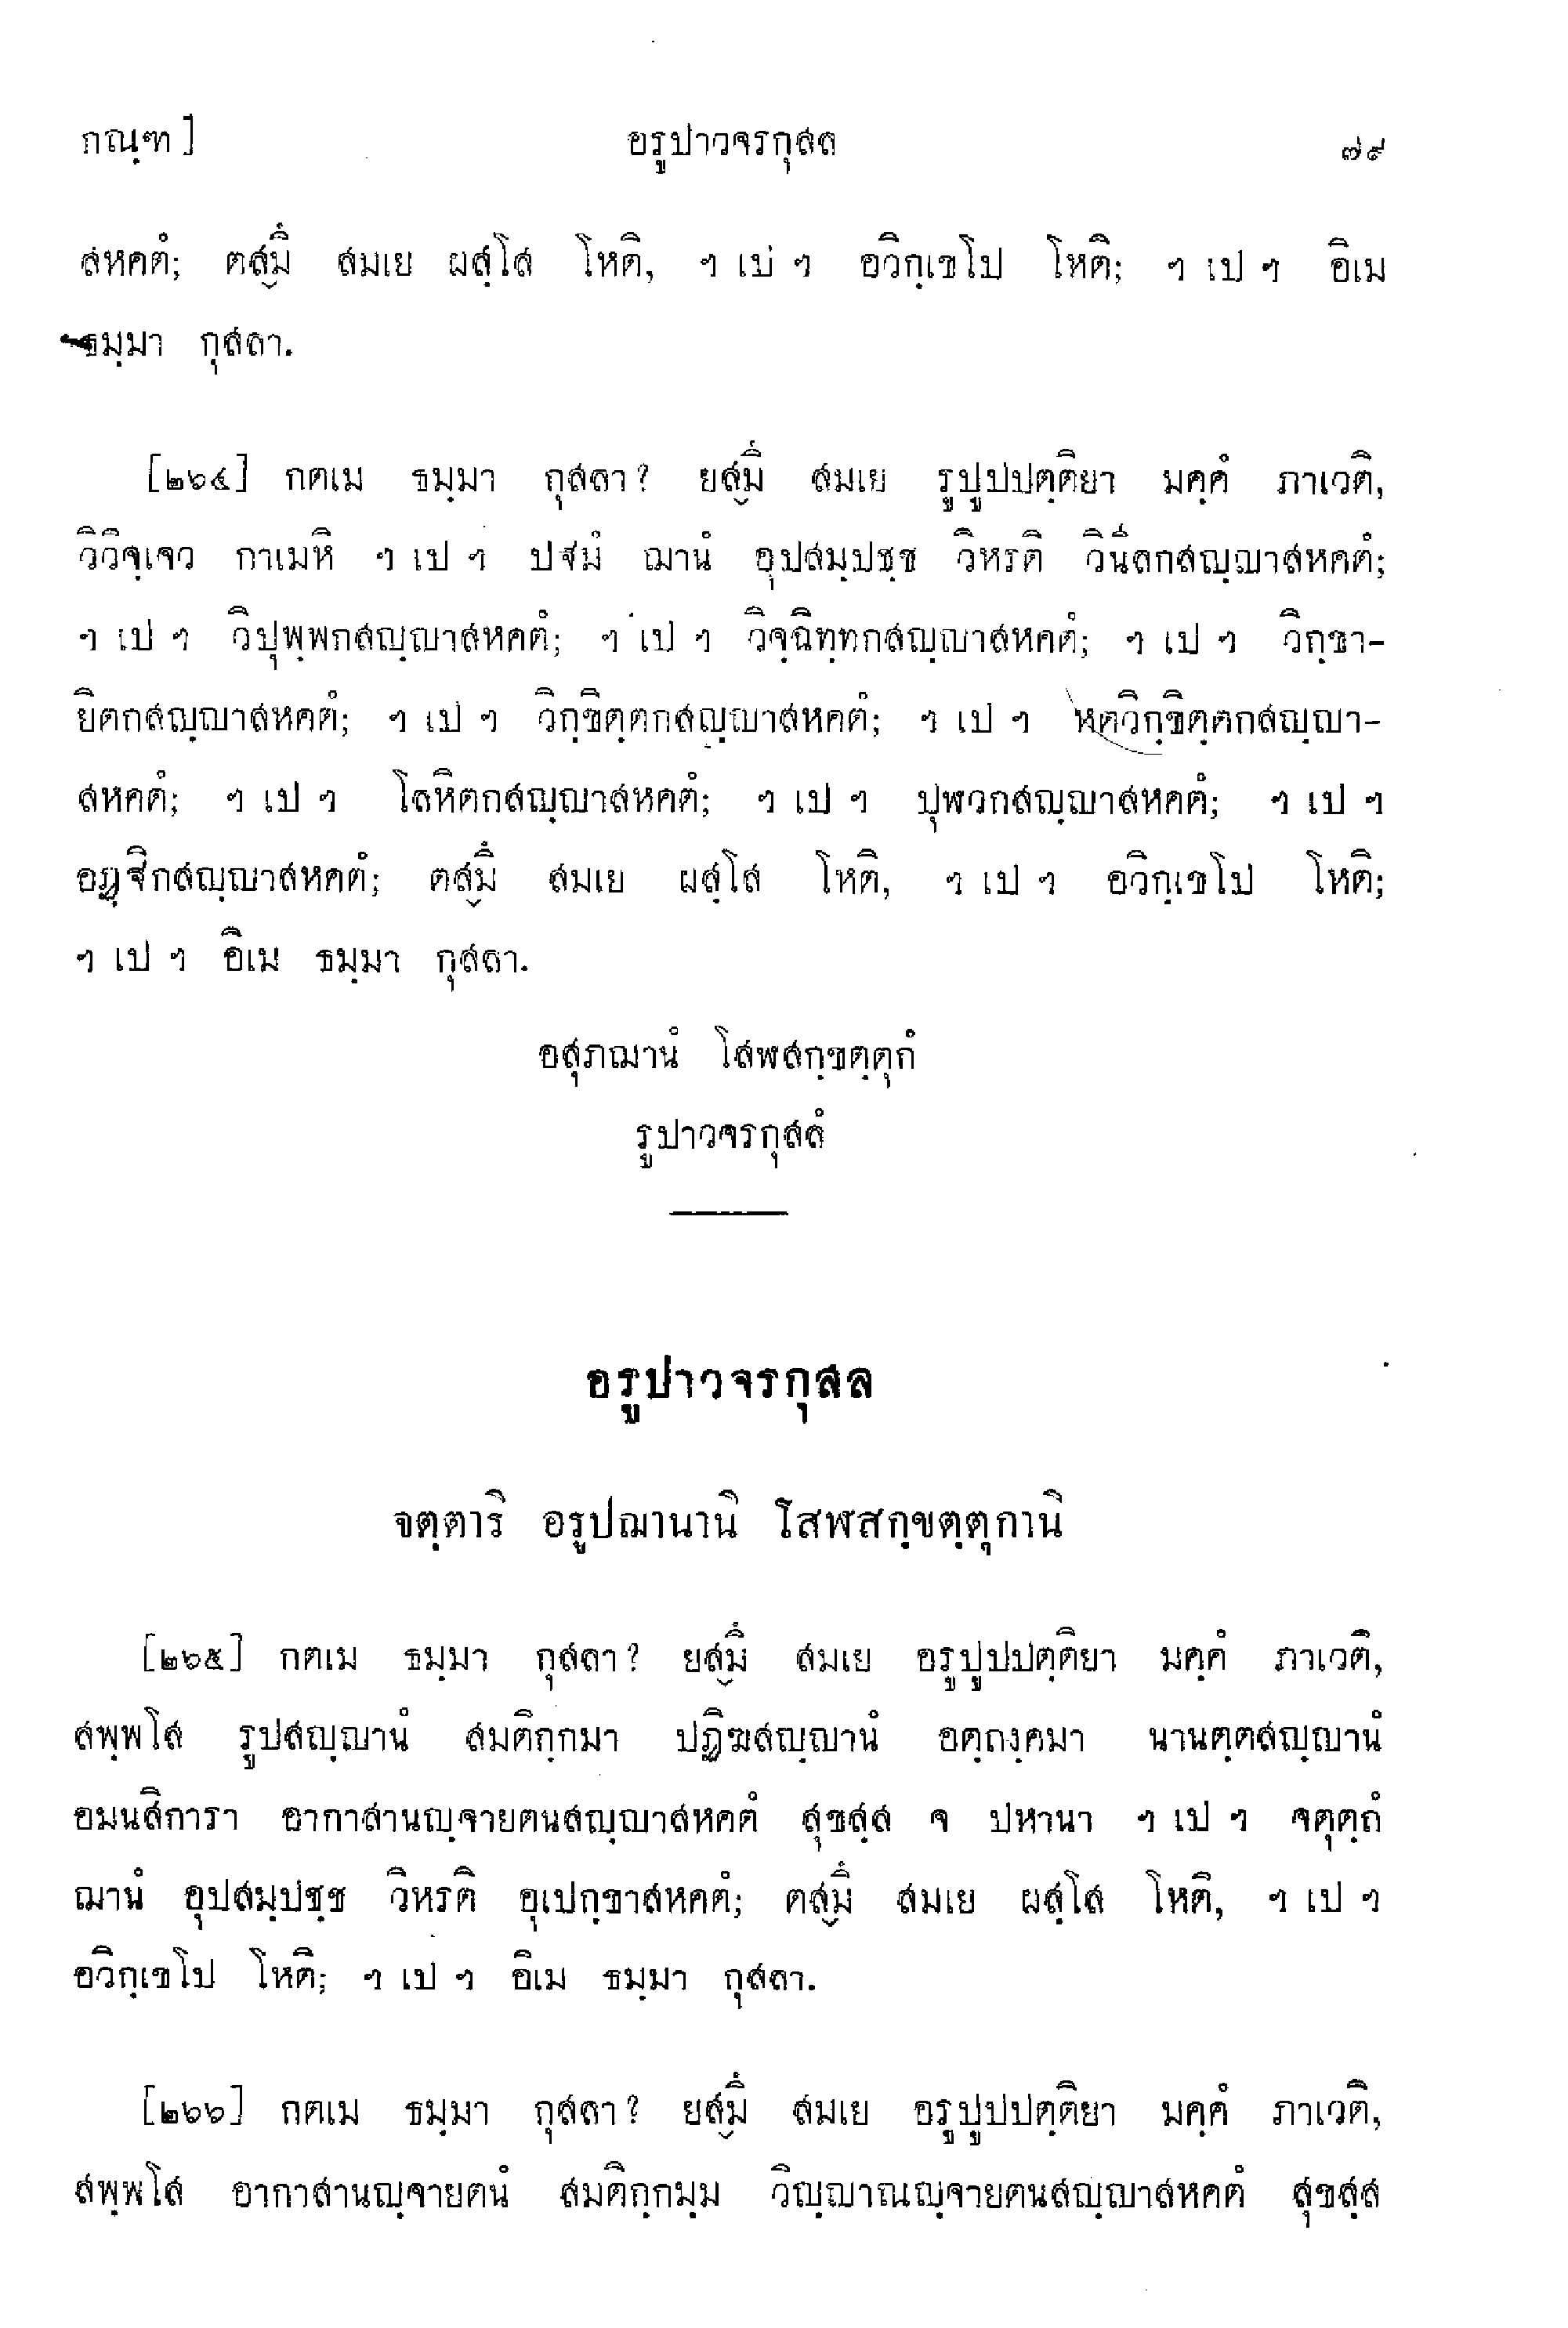 กณฺฑ]
อรูปาวจรกุสล
๗๙
สหคตํ; ตสฺมึ สมเย ผสฺโส โหติ, ฯ เป ฯ อวิกฺเขโป โหติ; ฯ เป ฯ อิเม
ธมฺมา กุสลา.
[๒๖๔] กตเม ธมฺมา กุสลา? ยสฺมึ สมเย รูปูปปตฺติยา มคฺคํ ภาเวติ,
วิวิจฺเจว กาเมหิ ฯ เป ฯ ปฐมํ ฌานํ อุปสมฺปชฺช วิหรติ วินีลกสญฺญาสหคตํ;
ฯ เป ฯ วิปุพฺพกสญฺญาสหคตํ; ฯ เป ฯ วิจฺฉิทฺทกสญฺญาสหคตํ; ฯ เป ฯ วิกฺขา-
ยิตกสญฺญาสหคตํ; ฯ เป ฯ วิกฺขิตฺตกสญฺญาสหคตํ; ฯ เป ฯ หตวิกฺขิตฺตกสญฺญา-
สหคตํ; ฯ เป ฯ โลหิตกสญฺญาสหคตํ; ฯ เป ฯ ปุฬวกสญฺญาสหคตํ; ฯ เป ฯ
อฏฺฐิกสญฺญาสหคตํ; ตสฺมึ สมเย ผสฺโส โหติ, ฯ เป ฯ อวิกฺเขโป โหติ;
ฯ เป ฯ อิเม ธมฺมา กุสลา.
อสุภฌานํ โสฬสกฺขตฺตุกํ
รูปาวจรกุสลํ
อรูปาวจรกุสล
จตฺตาริ อรูปฌานานิ โสฬสกฺขตฺตุกานิ
[๒๖๕] กตเม ธมฺมา กุสลา? ยสฺมึ สมเย อรูปูปปตฺติยา มคฺคํ ภาเวติ,
สพฺพโส รูปสญฺญานํ สมติกฺกมา ปฏิฆสญฺญานํ อตฺถงฺคมา นานตฺตสญฺญานํ
อมนสิการา อากาสานญฺจายตนสญฺญาสหคตํ สุขสฺส จ ปหานา ฯ เป ฯ จตุตฺถํ
ฌานํ อุปสมฺปชฺช วิหรติ อุเปกฺขาสหคตํ; ตสฺมึ สมเย ผสฺโส โหติ, ฯ เป ฯ
อวิกฺเขโป โหติ; ฯ เป ฯ อิเม ธมฺมา กุสลา.
[๒๖๖] กตเม ธมฺมา กุสลา? ยสฺมึ สมเย อรูปูปปตฺติยา มคฺคํ ภาเวติ,
สพฺพโส อากาสานญฺจายตนํ สมติกฺกมฺม วิญฺญาณญฺจายตนสญฺญาสหคตํ สุขสฺส